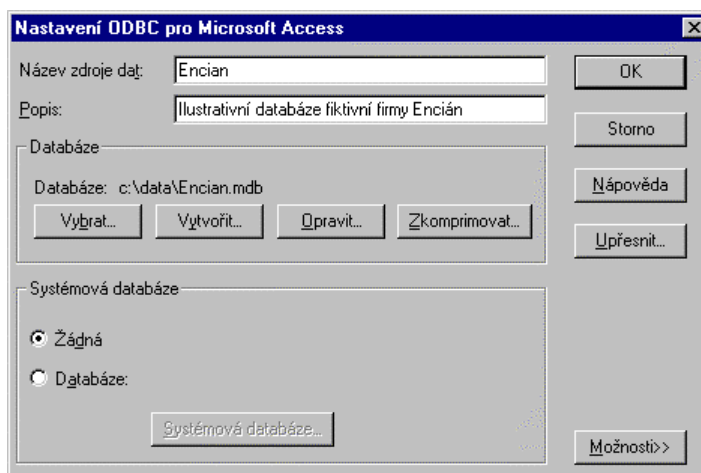 Nastavení ODBC pro Microsoft Access
Název zdroje dat: Encian OK
Popis: Ilustrativní databáze fiktivní firmy Encián
Storno
Databáze
Databáze: c:\data\Encian.mdb Nápověda
Vybrat... Vytvořit... Opravit... Zkomprimovat...
Upřesnit...
Systémová databáze
Žádná
Databáze:
Systémová databáze...
Možnosti>>